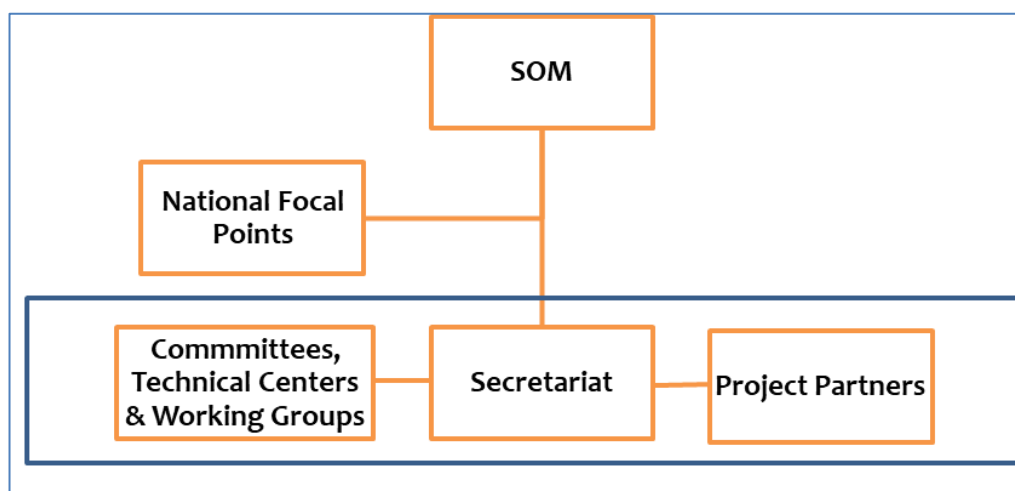 SOM
National Focal
Points
Commmittees,
Technical Centers
& Working Groups
Secretariat
Project Partners